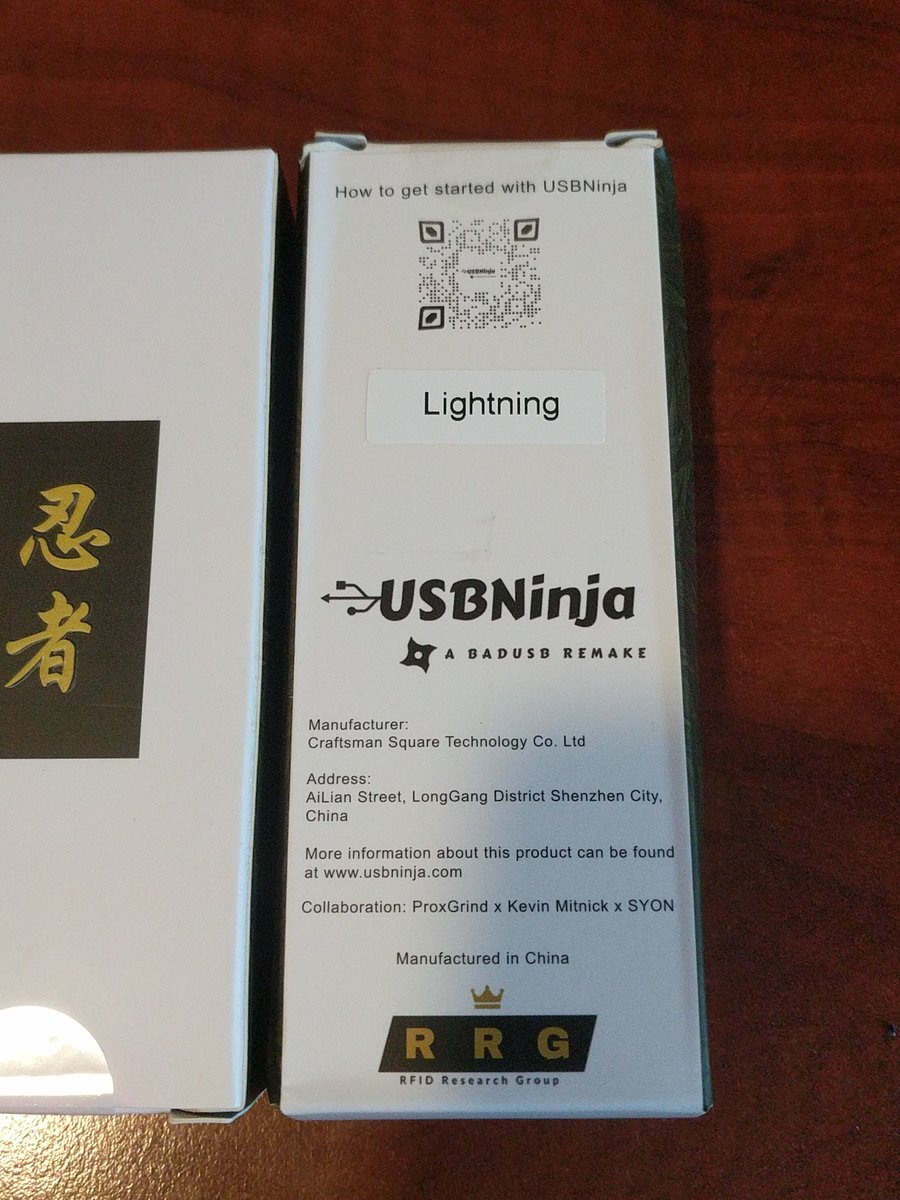 忍
者
How to get started with USBNinja
USBNinja
Lightning
USBNinja
A BADUSB REMAKE
Manufacturer:
Craftsman Square Technology Co. Ltd
Address:
AiLian Street, LongGang District Shenzhen City,
China
More information about this product can be found
at www.usbninja.com
Collaboration: ProxGrind x Kevin Mitnick x SYON
Manufactured in China
R R G
RFID Research Group